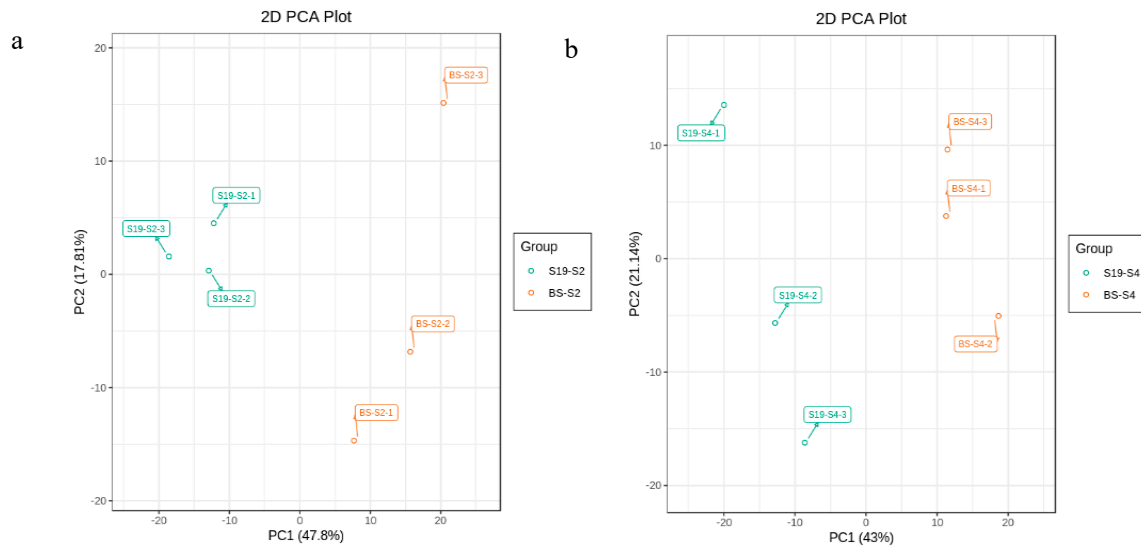 a
2D PCA Plot
20
10
0
-10
-20
PC2 (17.81%)
BS-S2-3
S19-S2-1
S19-S2-3
S19-S2-2
BS-S2-2
BS-S2-1
-20
-10
0
10
20
PC1 (47.8%)
Group
S19-S2
BS-S2
b
2D PCA Plot
10
0
-10
-20
PC2 (21.14%)
S19-S4-1
BS-S4-3
BS-S4-1
S19-S4-2
BS-S4-2
S19-S4-3
-20
-10
0
10
20
PC1 (43%)
Group
S19-S4
BS-S4